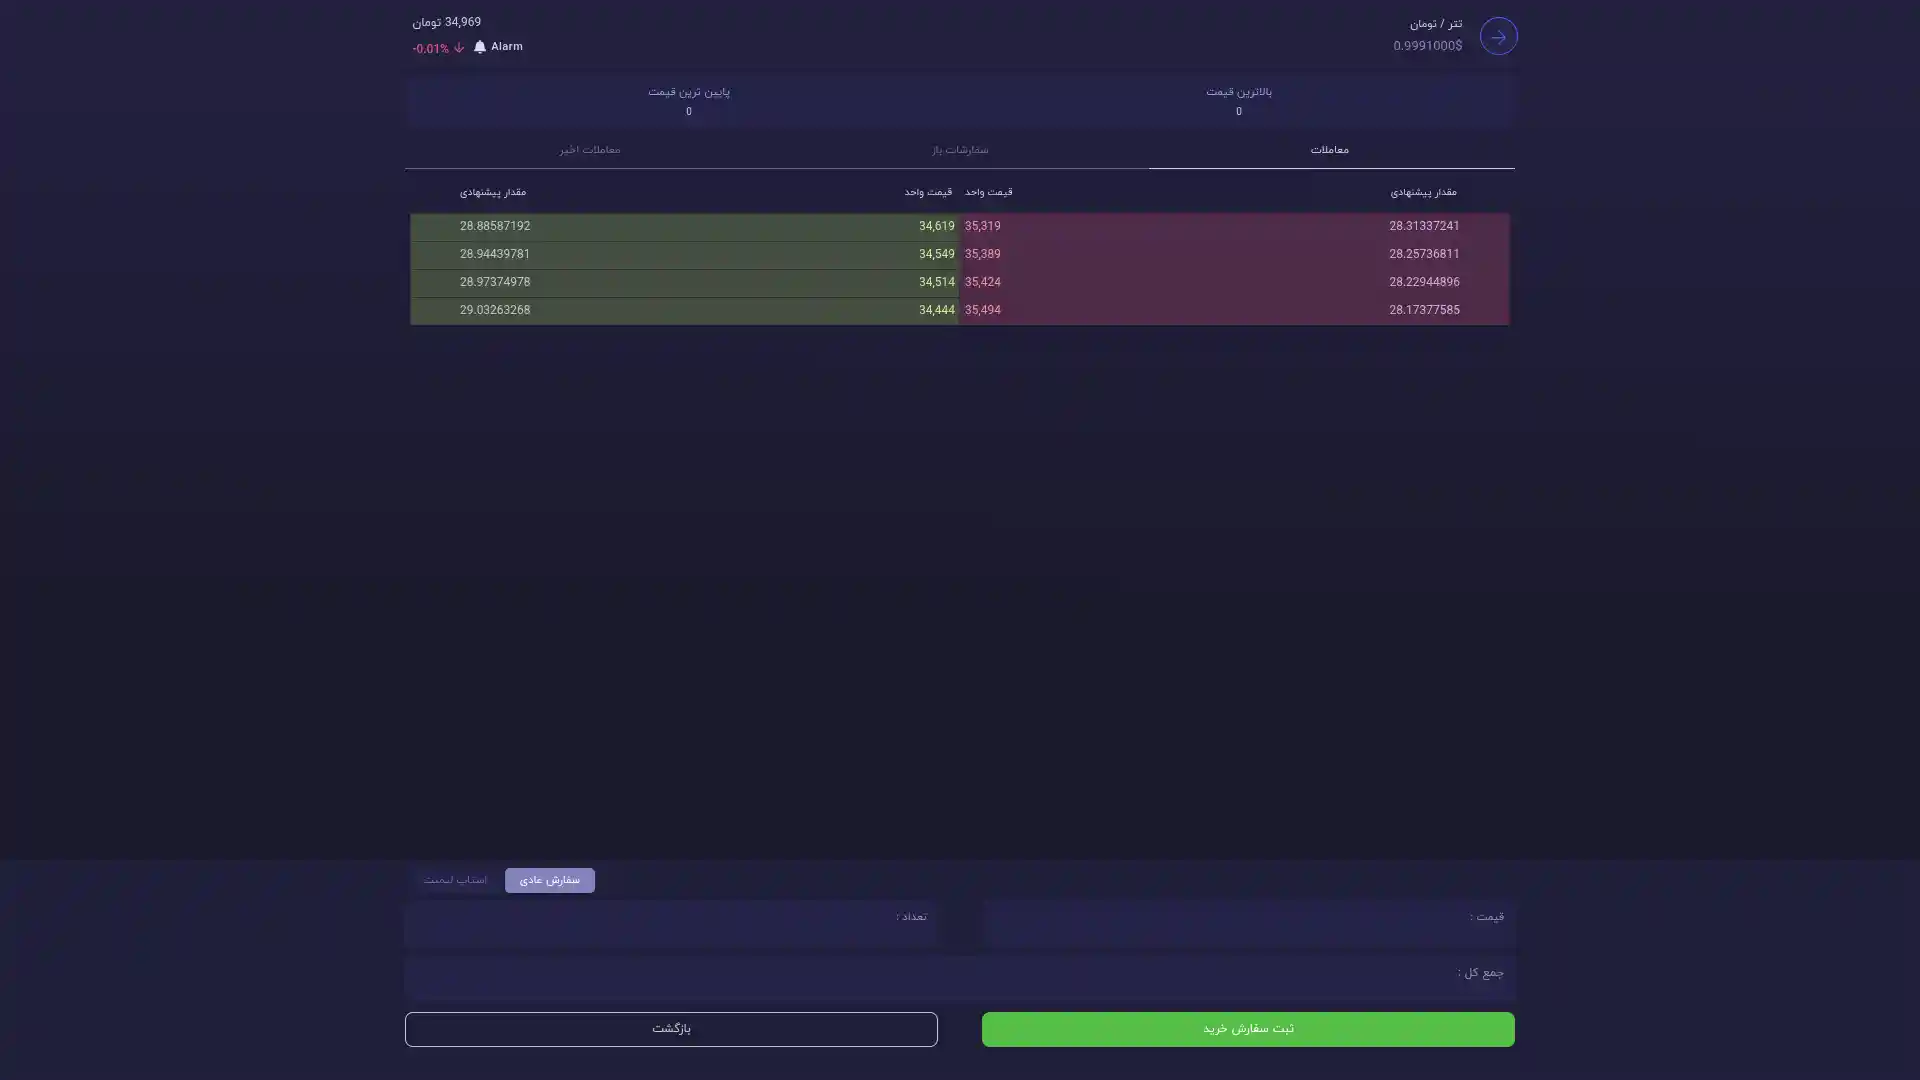 تتر / تومان
0.9991000$
34,969 تومان
-0.01% ↓ Alarm
بالاترین قیمت
0
پایین ترین قیمت
0
معاملات
سفارشات باز
معاملات اخیر
مقدار پیشنهادی قیمت واحد قیمت واحد مقدار پیشنهادی
28.31337241 35,319 34,619 28.88587192
28.25736811 35,389 34,549 28.94439781
28.22944896 35,424 34,514 28.97374978
28.17377585 35,494 34,444 29.03263268
سفارش عادی
استاپ لیمیت
قیمت :
تعداد :
جمع کل :
ثبت سفارش خرید
بازگشت